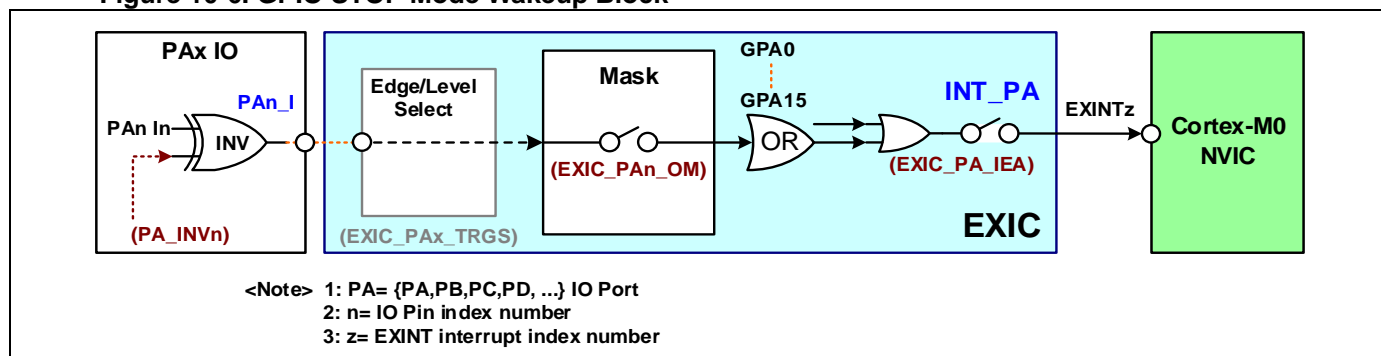 Figure 10-6. GPIO STOP Mode Wakeup Block
PAx IO
PAn_I
PAn In
INV
(PA_INVn)
Edge/Level
Select
(EXIC_PAx_TRGS)
Mask
(EXIC_PAn_OM)
GPA0
GPA15
OR
INT_PA
(EXIC_PA_IEA)
EXIC
EXINTz
Cortex-M0
NVIC
<Note> 1: PA= {PA,PB,PC,PD, ...} IO Port
2: n= IO Pin index number
3: z= EXINT interrupt index number